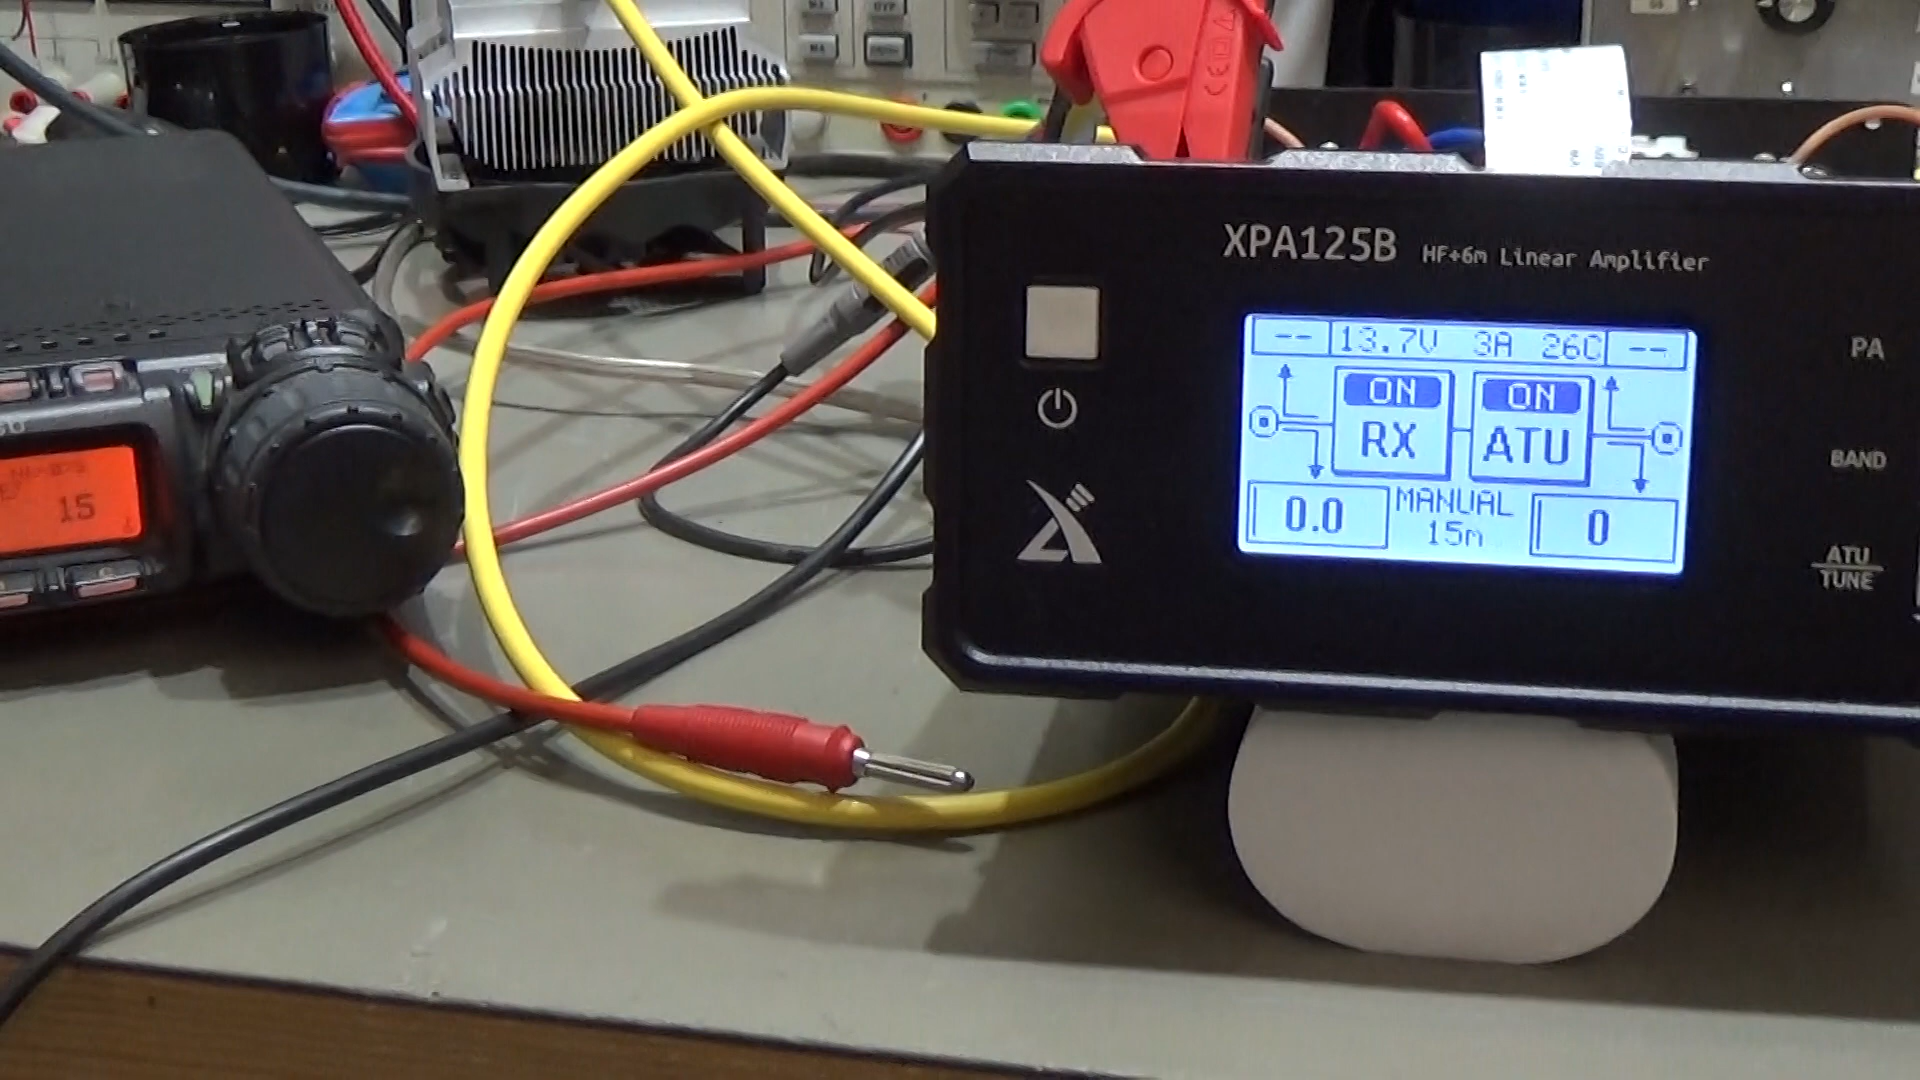 XPA125B HF+6m Linear Amplifier
-- 13.7V 3A 26C --
ON ON
RX ATU
0.0 MANUAL 0
15m
PA
BAND
ATU
TUNE
15